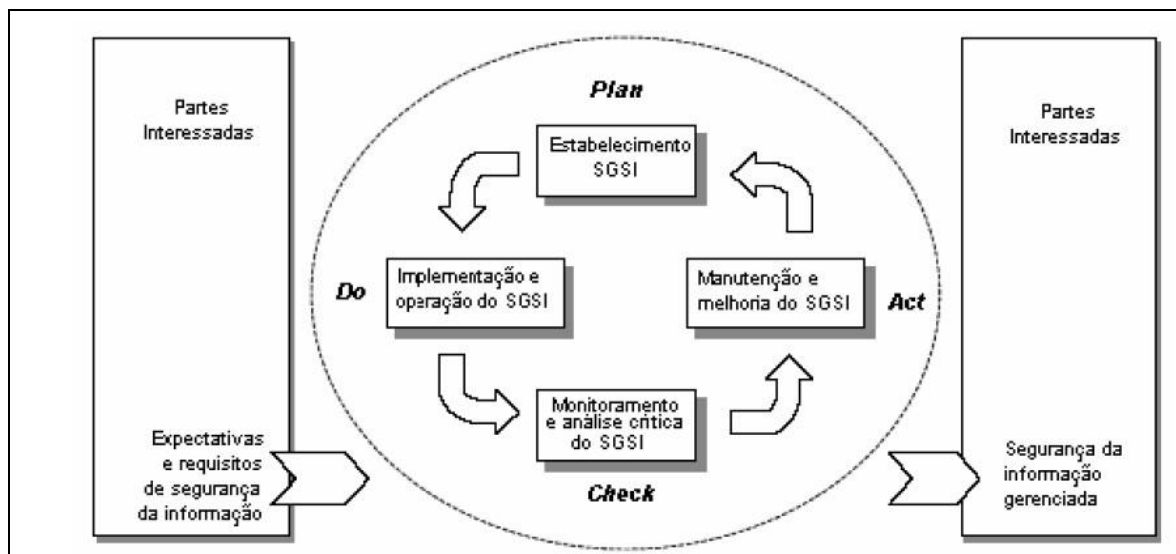 Partes
Interessadas
Expectativas
e requisitos
de segurança
da informação
Plan
Estabelecimento
SGSI
Do
Implementação e
operação do SGSI
Manutenção e
melhoria do SGSI
Act
Monitoramento
e análise crítica
do SGSI
Check
Partes
Interessadas
Segurança da
informação
gerenciada